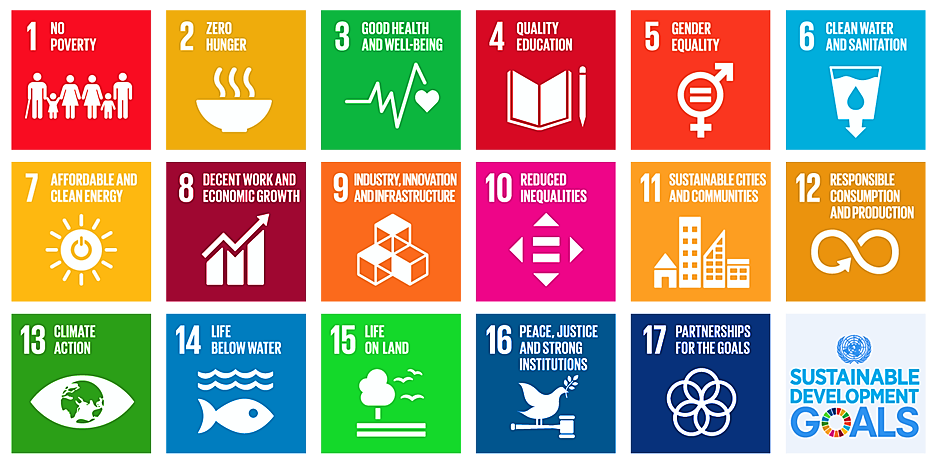 1 NO
POVERTY
2 ZERO
HUNGER
3 GOOD HEALTH
AND WELL-BEING
4 QUALITY
EDUCATION
5 GENDER
EQUALITY
6 CLEAN WATER
AND SANITATION
7 AFFORDABLE AND
CLEAN ENERGY
8 DECENT WORK AND
ECONOMIC GROWTH
9 INDUSTRY, INNOVATION
AND INFRASTRUCTURE
10 REDUCED
INEQUALITIES
11 SUSTAINABLE CITIES
AND COMMUNITIES
12 RESPONSIBLE
CONSUMPTION
AND PRODUCTION
13 CLIMATE
ACTION
14 LIFE
BELOW WATER
15 LIFE
ON LAND
16 PEACE, JUSTICE
AND STRONG
INSTITUTIONS
17 PARTNERSHIPS
FOR THE GOALS
SUSTAINABLE
DEVELOPMENT
GOALS